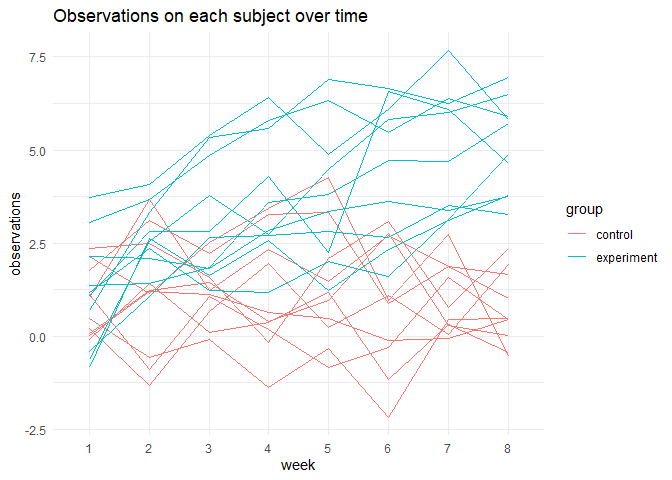 Observations on each subject over time
7.5
5.0
2.5
0.0
-2.5
observations
1 2 3 4 5 6 7 8
week
group
control
experiment